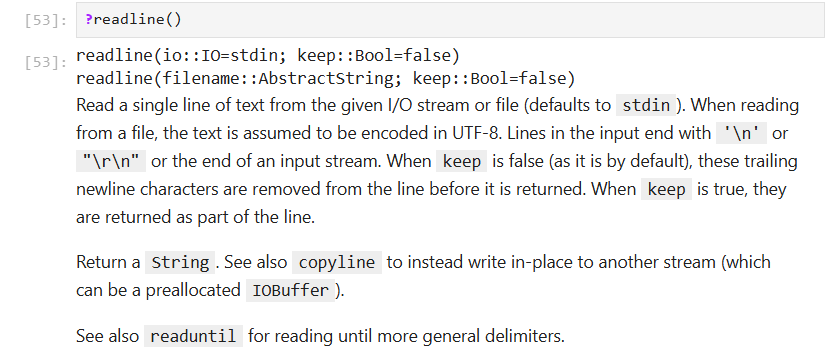 [53]: ?readline()
[53]: readline(io::IO=stdin; keep::Bool=false)
readline(filename::AbstractString; keep::Bool=false)
Read a single line of text from the given I/O stream or file (defaults to stdin). When reading
from a file, the text is assumed to be encoded in UTF-8. Lines in the input end with '\n' or
"\r\n" or the end of an input stream. When keep is false (as it is by default), these trailing
newline characters are removed from the line before it is returned. When keep is true, they
are returned as part of the line.
Return a String. See also copyline to instead write in-place to another stream (which
can be a preallocated IOBuffer).
See also readuntil for reading until more general delimiters.